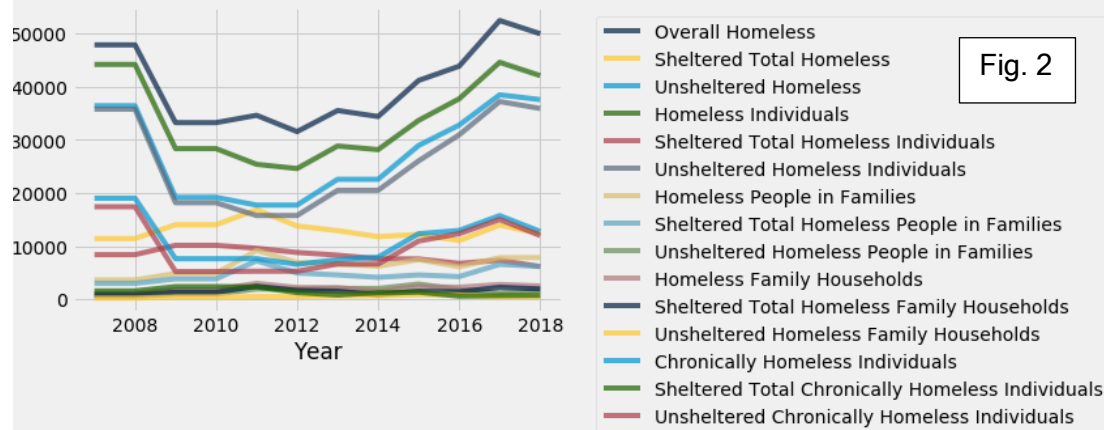 50000
40000
30000
20000
10000
0
2008 2010 2012 2014 2016 2018
Year
Overall Homeless
Sheltered Total Homeless
Unsheltered Homeless
Homeless Individuals
Sheltered Total Homeless Individuals
Unsheltered Homeless Individuals
Homeless People in Families
Sheltered Total Homeless People in Families
Unsheltered Homeless People in Families
Homeless Family Households
Sheltered Total Homeless Family Households
Unsheltered Homeless Family Households
Chronically Homeless Individuals
Sheltered Total Chronically Homeless Individuals
Unsheltered Chronically Homeless Individuals
Fig. 2